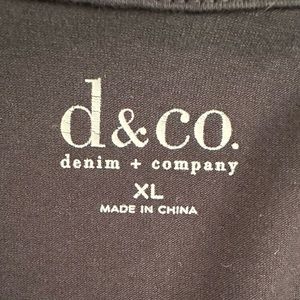 d&co.
denim + company
XL
MADE IN CHINA